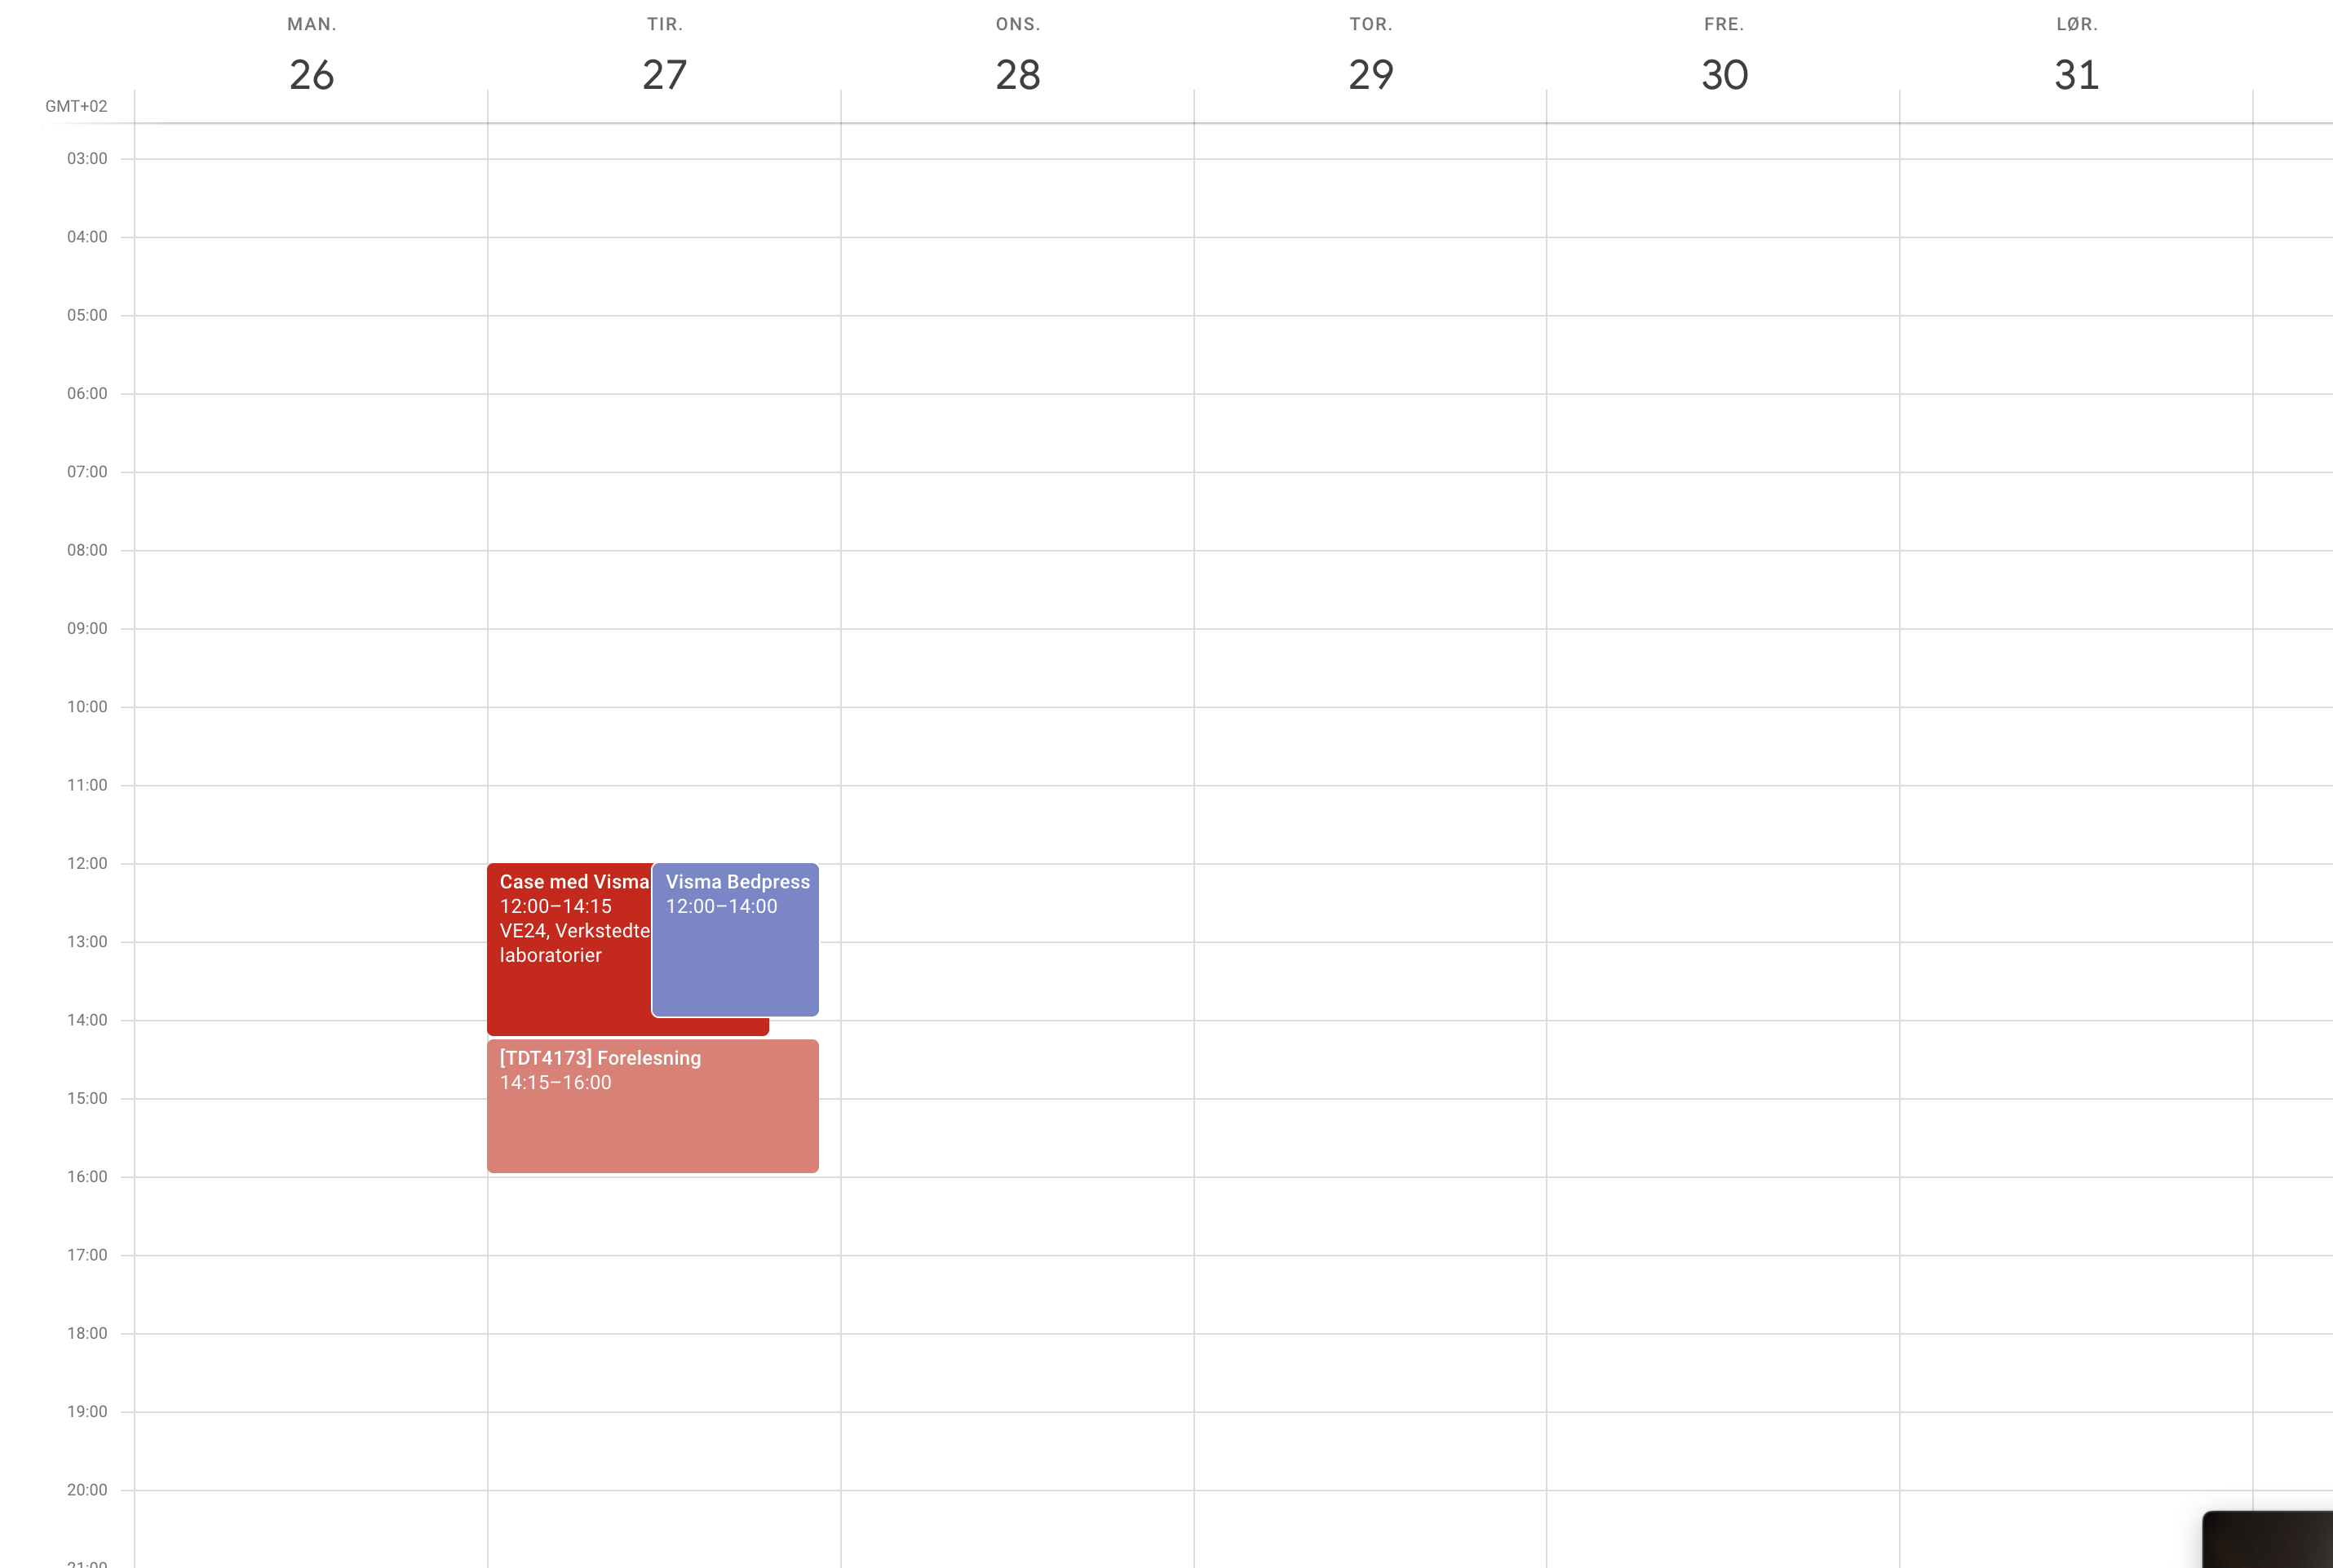 MAN.
26
TIR.
27
ONS.
28
TOR.
29
FRE.
30
LØR.
31
GMT+02
03:00
04:00
05:00
06:00
07:00
08:00
09:00
10:00
11:00
12:00
13:00
14:00
15:00
16:00
17:00
18:00
19:00
20:00
21:00
Case med Visma
12:00–14:15
VE24, Verkstedte
laboratorier
Visma Bedpress
12:00–14:00
[TDT4173] Forelesning
14:15–16:00